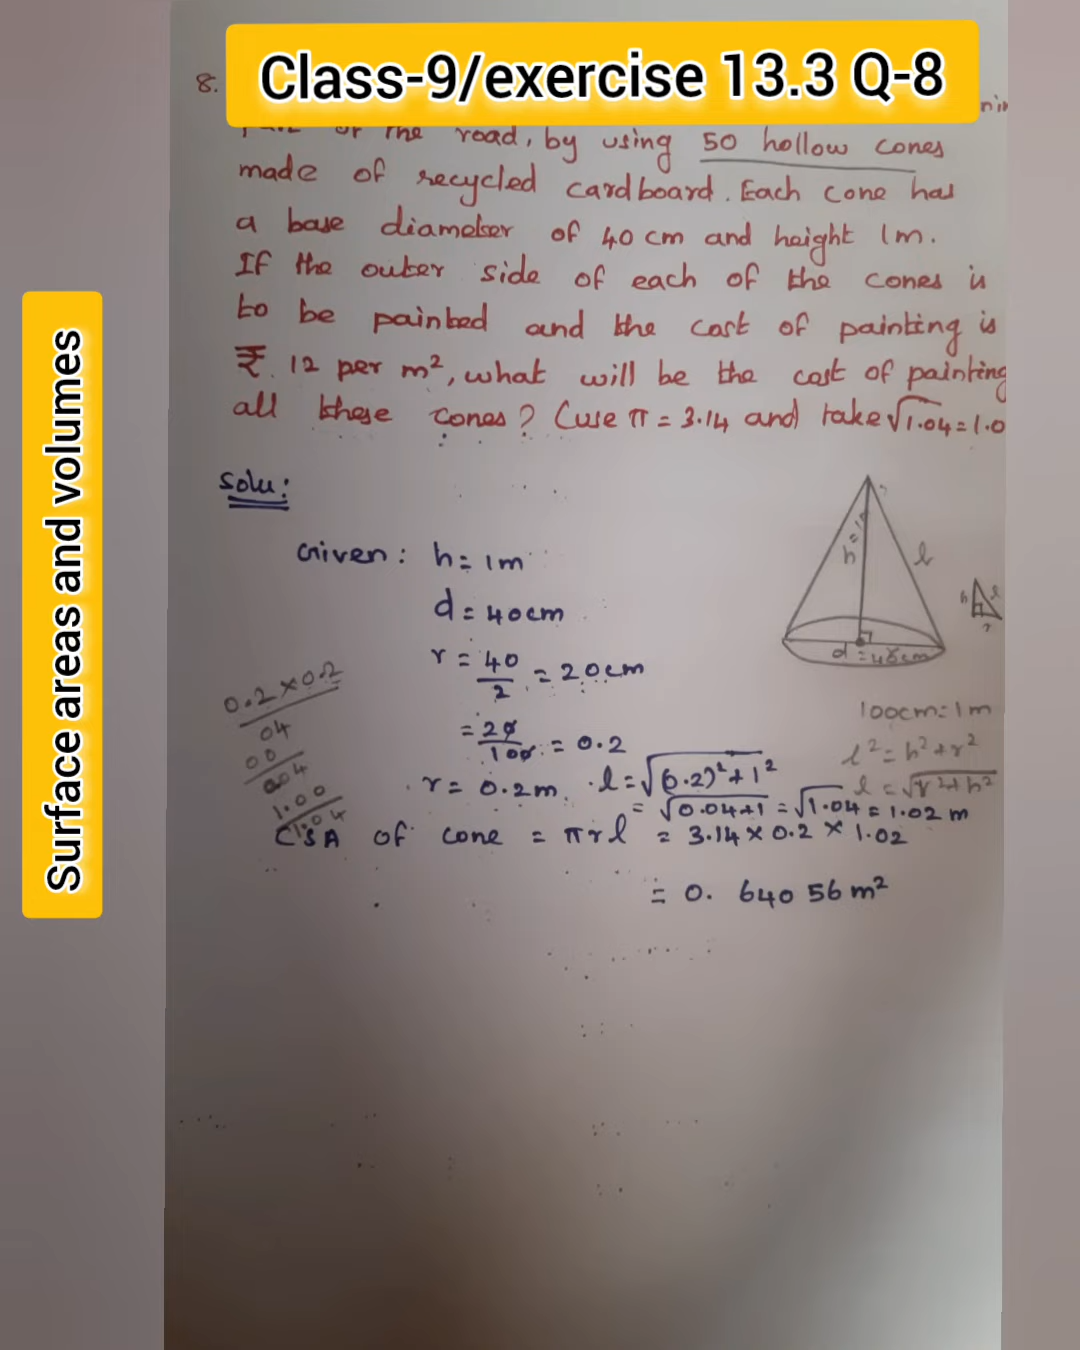 Class-9/exercise 13.3 Q-8
Surface areas and volumes
8.
of the road, by using 50 hollow cones
made of recycled cardboard. Each cone has
a base diameter of 40 cm and height 1m.
If the outer side of each of the cones is
to be painted and the cost of painting is
₹. 12 per m², what will be the cost of painting
all these cones? (use π = 3.14 and take √1.04 = 1.0
Solu:
Given: h = 1m
d = 40cm
r = 40/2 = 20cm
= 20/100 = 0.2
r = 0.2m. l = √(0.2)² + 1²
= √0.04+1 = √1.04 = 1.02 m
CSA of cone = πrl = 3.14 × 0.2 × 1.02
= 0. 640 56 m²
h = 1
l
d = 40cm
h l
r
100cm = 1m
l² = h² + r²
l = √r² + h²
0.2 × 0.2
04
00
004
1.00
1.04